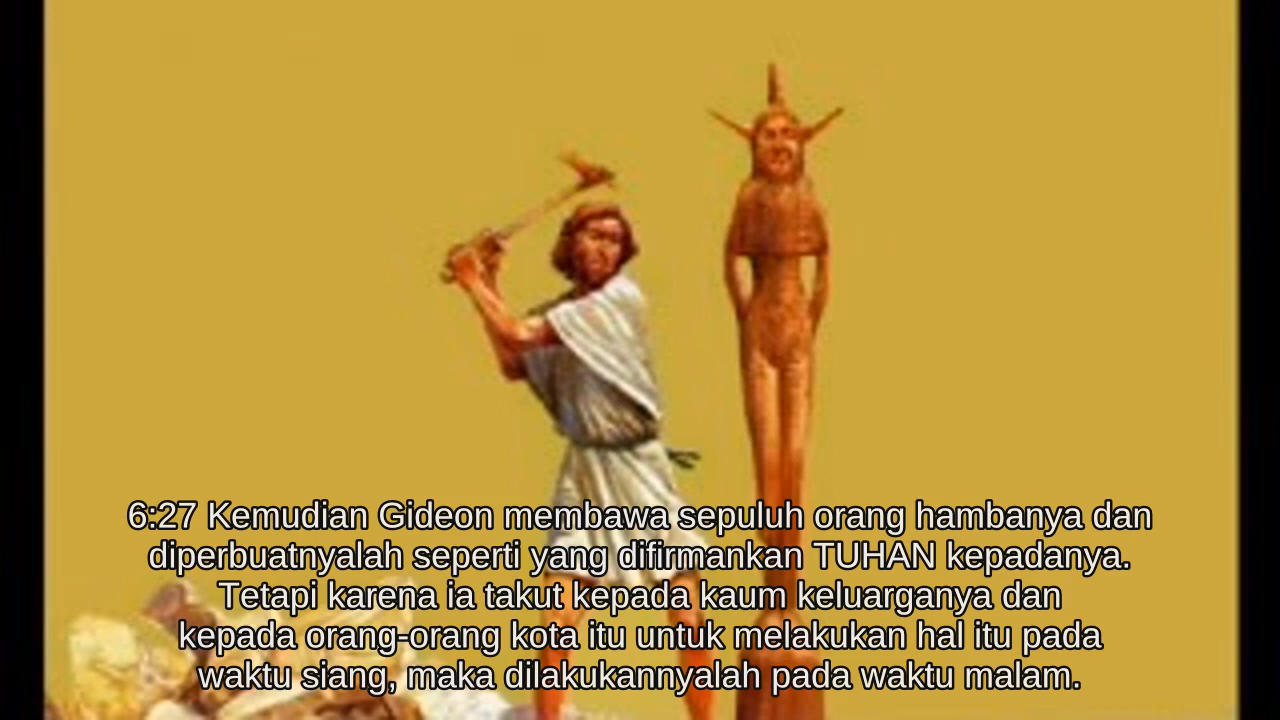 6:27 Kemudian Gideon membawa sepuluh orang hambanya dan
diperbuatnyalah seperti yang difirmankan TUHAN kepadanya.
Tetapi karena ia takut kepada kaum keluarganya dan
kepada orang-orang kota itu untuk melakukan hal itu pada
waktu siang, maka dilakukannyalah pada waktu malam.